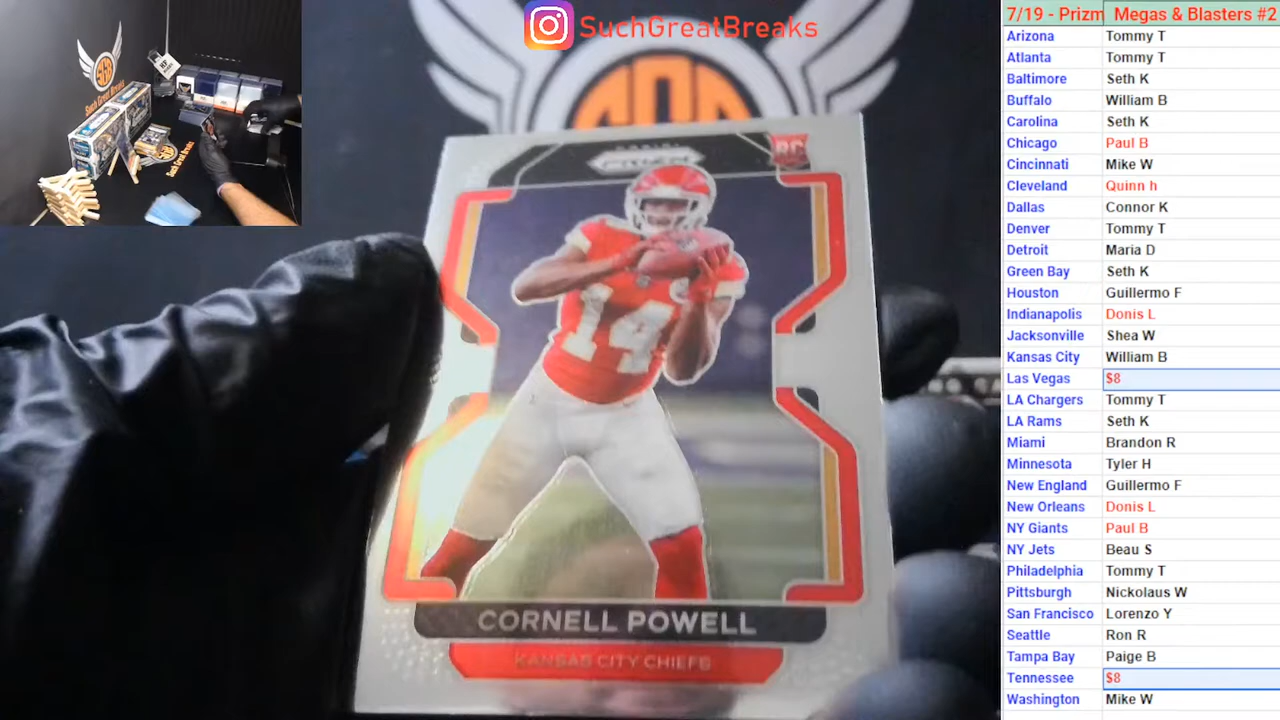 SuchGreatBreaks
PRIZM
RC
14
CORNELL POWELL
KANSAS CITY CHIEFS
Such Great Breaks
7/19 - Prizm Megas & Blasters #2
Arizona Tommy T
Atlanta Tommy T
Baltimore Seth K
Buffalo William B
Carolina Seth K
Chicago Paul B
Cincinnati Mike W
Cleveland Quinn h
Dallas Connor K
Denver Tommy T
Detroit Maria D
Green Bay Seth K
Houston Guillermo F
Indianapolis Donis L
Jacksonville Shea W
Kansas City William B
Las Vegas $8
LA Chargers Tommy T
LA Rams Seth K
Miami Brandon R
Minnesota Tyler H
New England Guillermo F
New Orleans Donis L
NY Giants Paul B
NY Jets Beau S
Philadelphia Tommy T
Pittsburgh Nickolaus W
San Francisco Lorenzo Y
Seattle Ron R
Tampa Bay Paige B
Tennessee $8
Washington Mike W